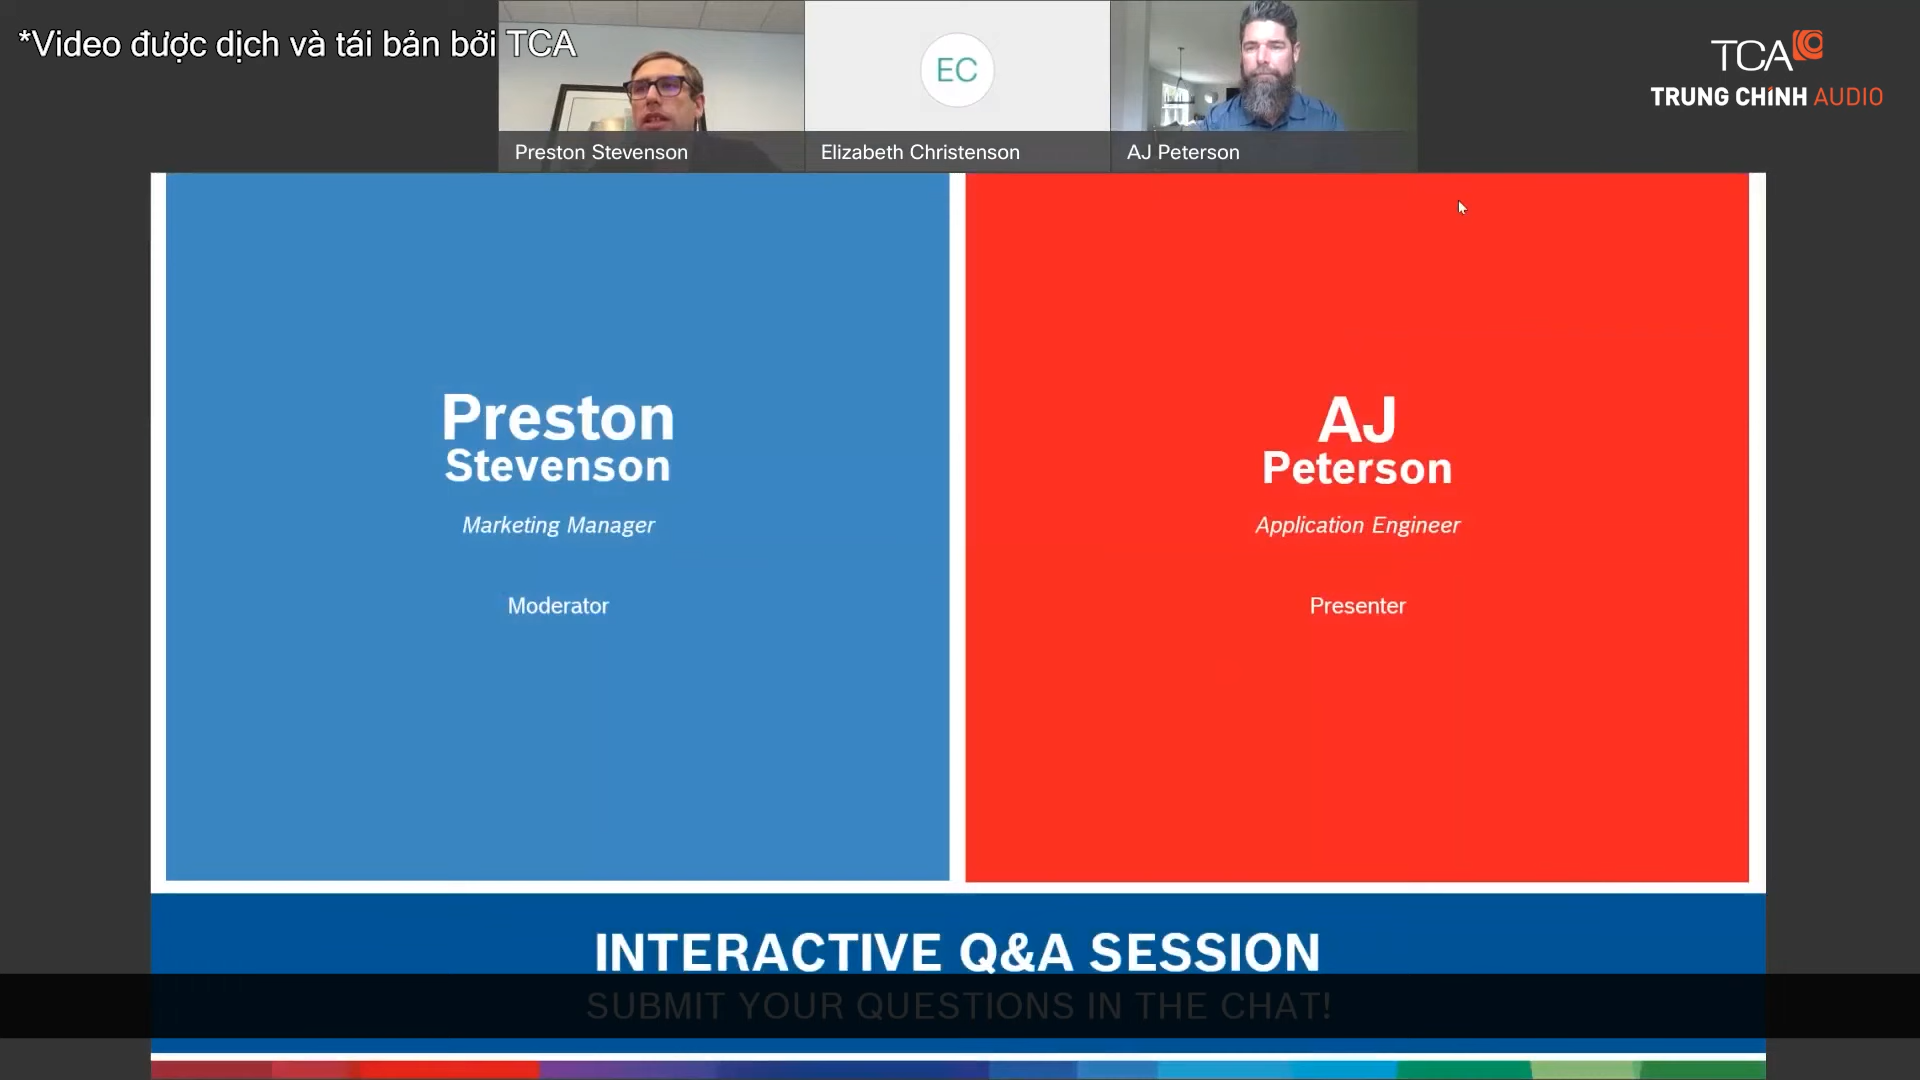 *Video được dịch và tái bản bởi TCA
EC
TCA
TRUNG CHÍNH AUDIO
Preston Stevenson
Elizabeth Christenson
AJ Peterson
Preston
Stevenson
Marketing Manager
Moderator
AJ
Peterson
Application Engineer
Presenter
INTERACTIVE Q&A SESSION
SUBMIT YOUR QUESTIONS IN THE CHAT!